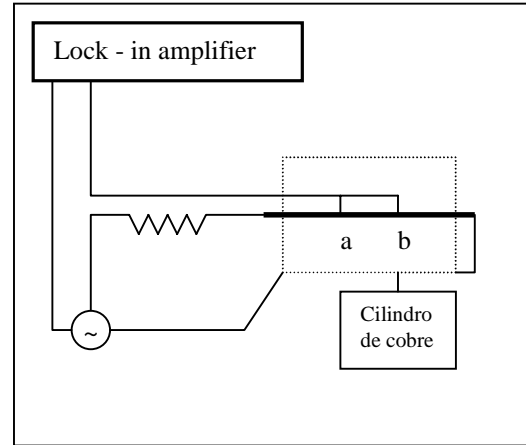 Lock - in amplifier
a b
~
Cilindro
de cobre